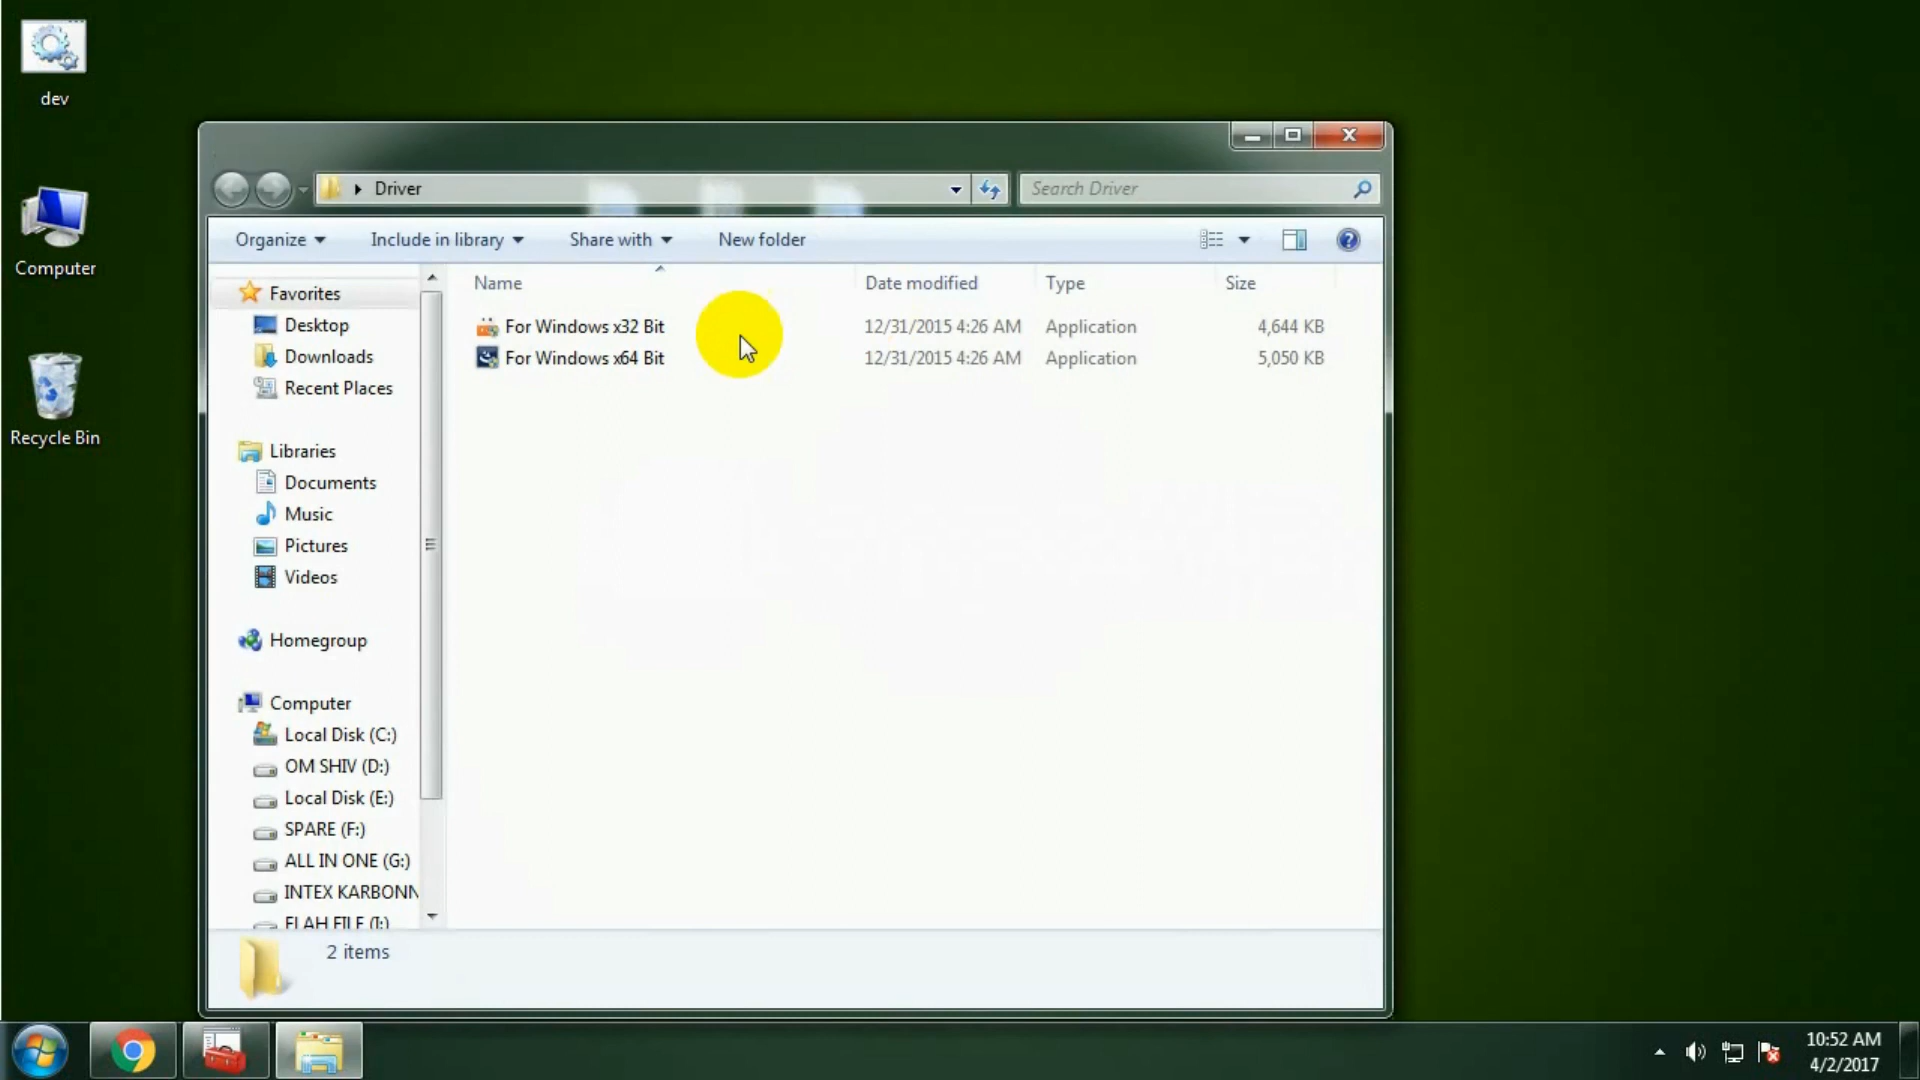 dev
Computer
Recycle Bin
Driver
Search Driver
Organize
Include in library
Share with
New folder
Name
Date modified
Type
Size
For Windows x32 Bit
12/31/2015 4:26 AM
Application
4,644 KB
For Windows x64 Bit
12/31/2015 4:26 AM
Application
5,050 KB
Favorites
Desktop
Downloads
Recent Places
Libraries
Documents
Music
Pictures
Videos
Homegroup
Computer
Local Disk (C:)
OM SHIV (D:)
Local Disk (E:)
SPARE (F:)
ALL IN ONE (G:)
INTEX KARBONN
FLAH FILE (I:)
2 items
10:52 AM
4/2/2017